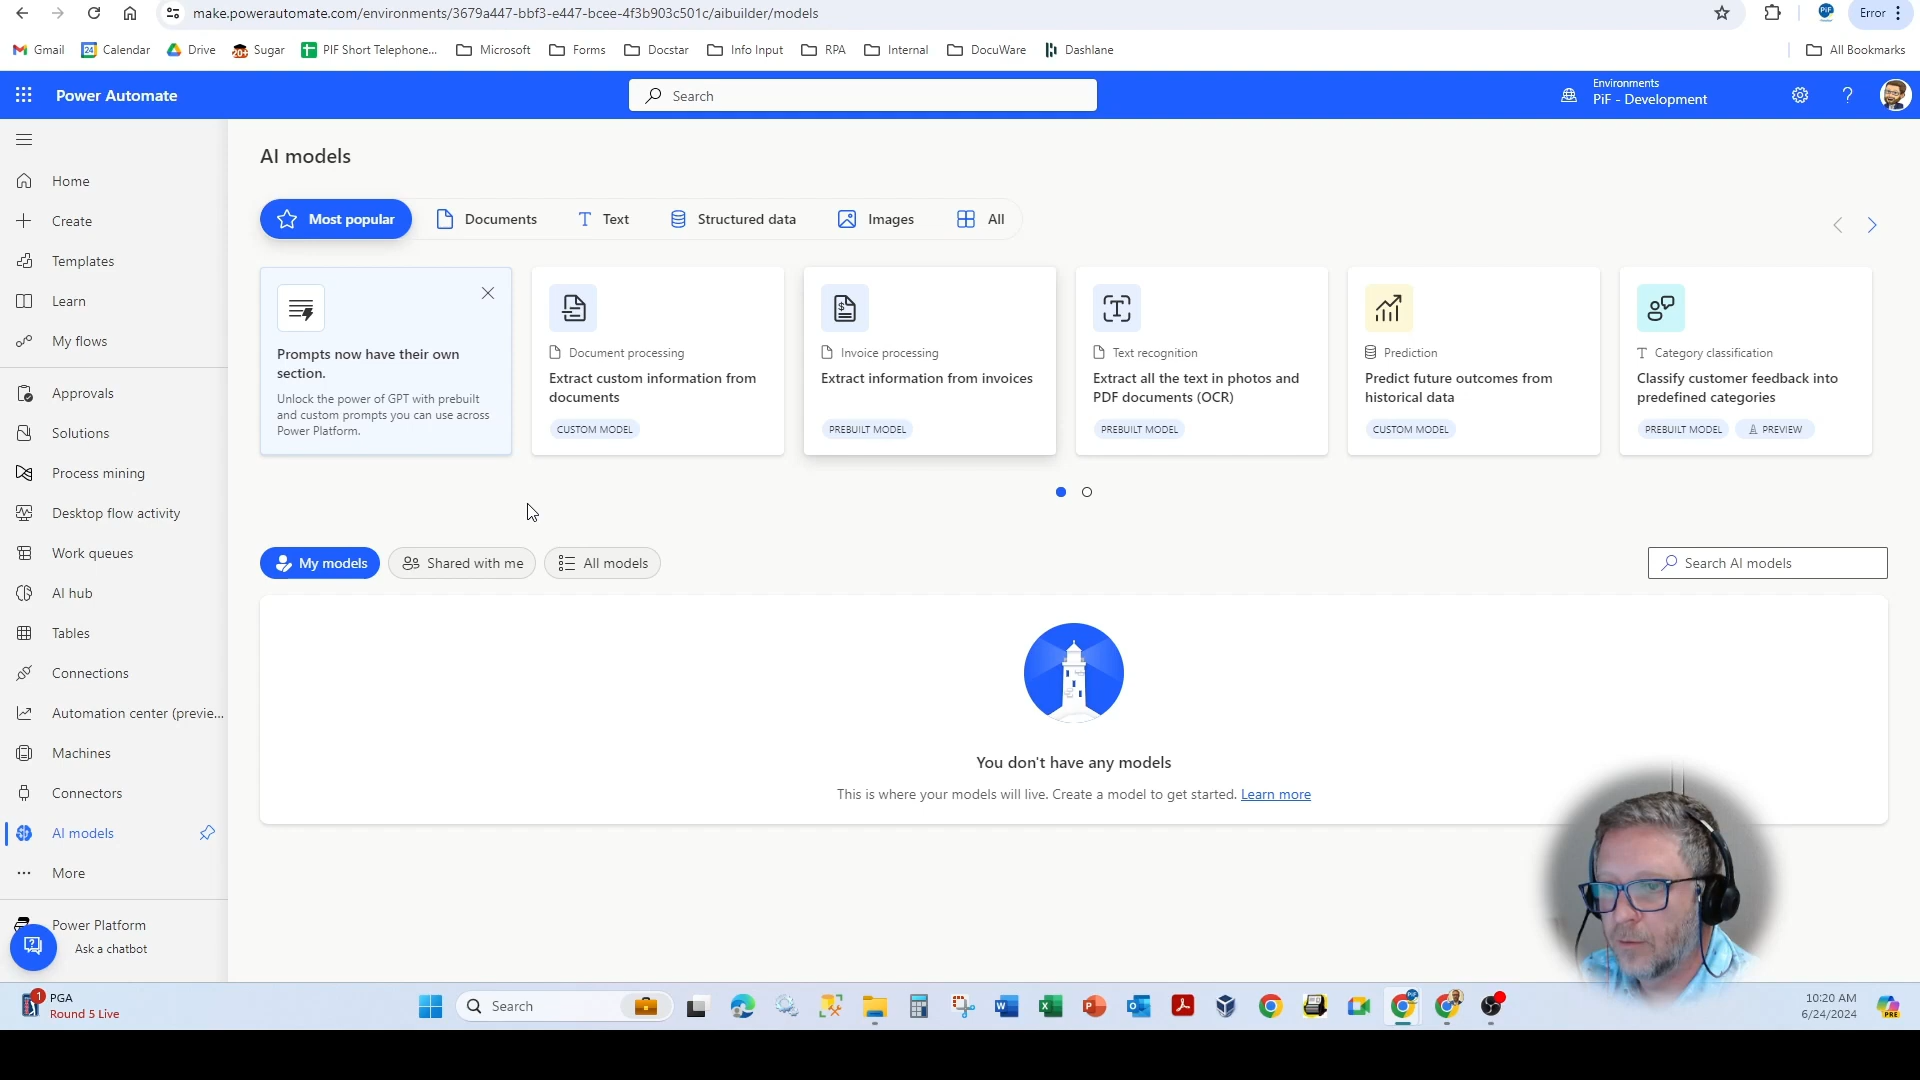 make.powerautomate.com/environments/3679a447-bbf3-e447-bcee-4f3b903c501c/aibuilder/models
Error
Gmail
Calendar
Drive
Sugar
PIF Short Telephone...
Microsoft
Forms
Docstar
Info Input
RPA
Internal
DocuWare
Dashlane
All Bookmarks
Power Automate
Search
Environments
PiF - Development
Home
Create
Templates
Learn
My flows
Approvals
Solutions
Process mining
Desktop flow activity
Work queues
AI hub
Tables
Connections
Automation center (previe...
Machines
Connectors
AI models
More
Power Platform
Ask a chatbot
AI models
Most popular
Documents
Text
Structured data
Images
All
Prompts now have their own
section.
Unlock the power of GPT with prebuilt
and custom prompts you can use across
Power Platform.
Document processing
Extract custom information from
documents
CUSTOM MODEL
Invoice processing
Extract information from invoices
PREBUILT MODEL
Text recognition
Extract all the text in photos and
PDF documents (OCR)
PREBUILT MODEL
Prediction
Predict future outcomes from
historical data
CUSTOM MODEL
Category classification
Classify customer feedback into
predefined categories
PREBUILT MODEL
PREVIEW
My models
Shared with me
All models
Search AI models
You don't have any models
This is where your models will live. Create a model to get started. Learn more
1
PGA
Round 5 Live
Search
10:20 AM
6/24/2024
PRE